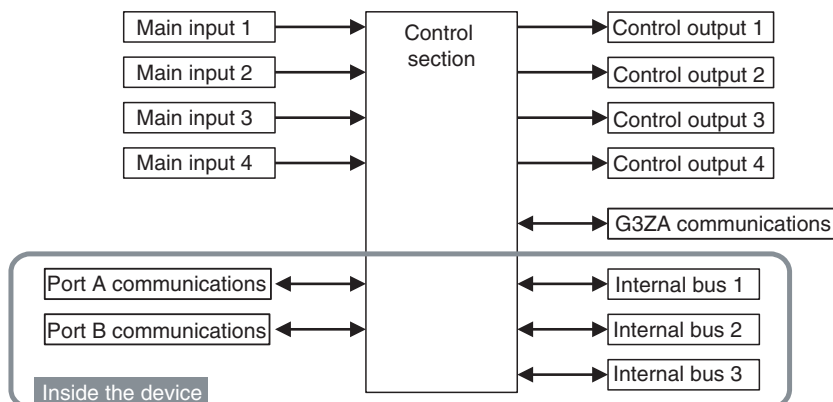 Main input 1
Main input 2
Main input 3
Main input 4
Control
section
Control output 1
Control output 2
Control output 3
Control output 4
G3ZA communications
Port A communications
Port B communications
Internal bus 1
Internal bus 2
Internal bus 3
Inside the device